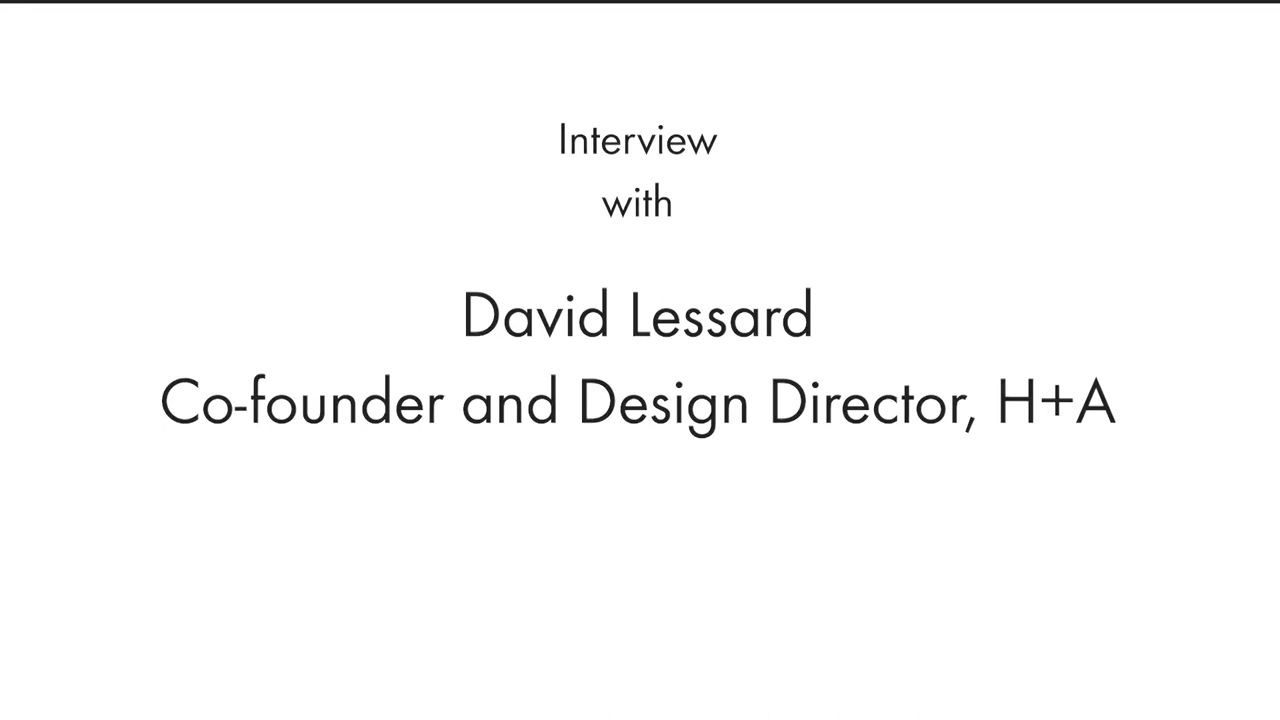 Interview
with
David Lessard
Co-founder and Design Director, H+A